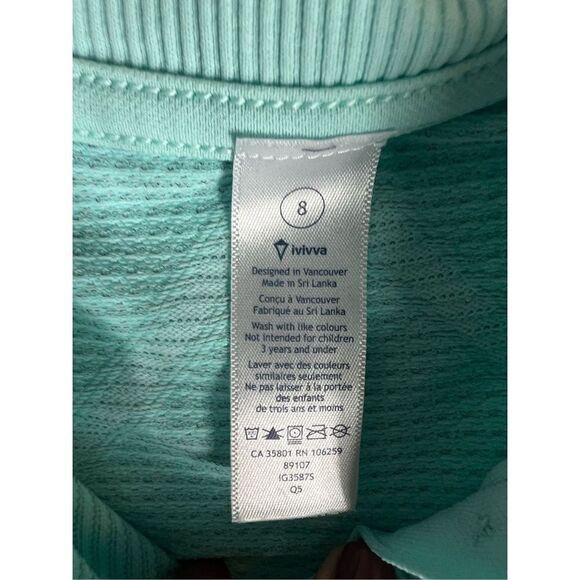 8
ivivva
Designed in Vancouver
Made in Sri Lanka
Conçu à Vancouver
Fabriqué au Sri Lanka
Wash with like colours
Not intended for children
3 years and under
Laver avec des couleurs
similaires seulement
Ne pas laisser à la portée
des enfants
de trois ans et moins
CA 35801 RN 106259
89107
IG3587S
Q5